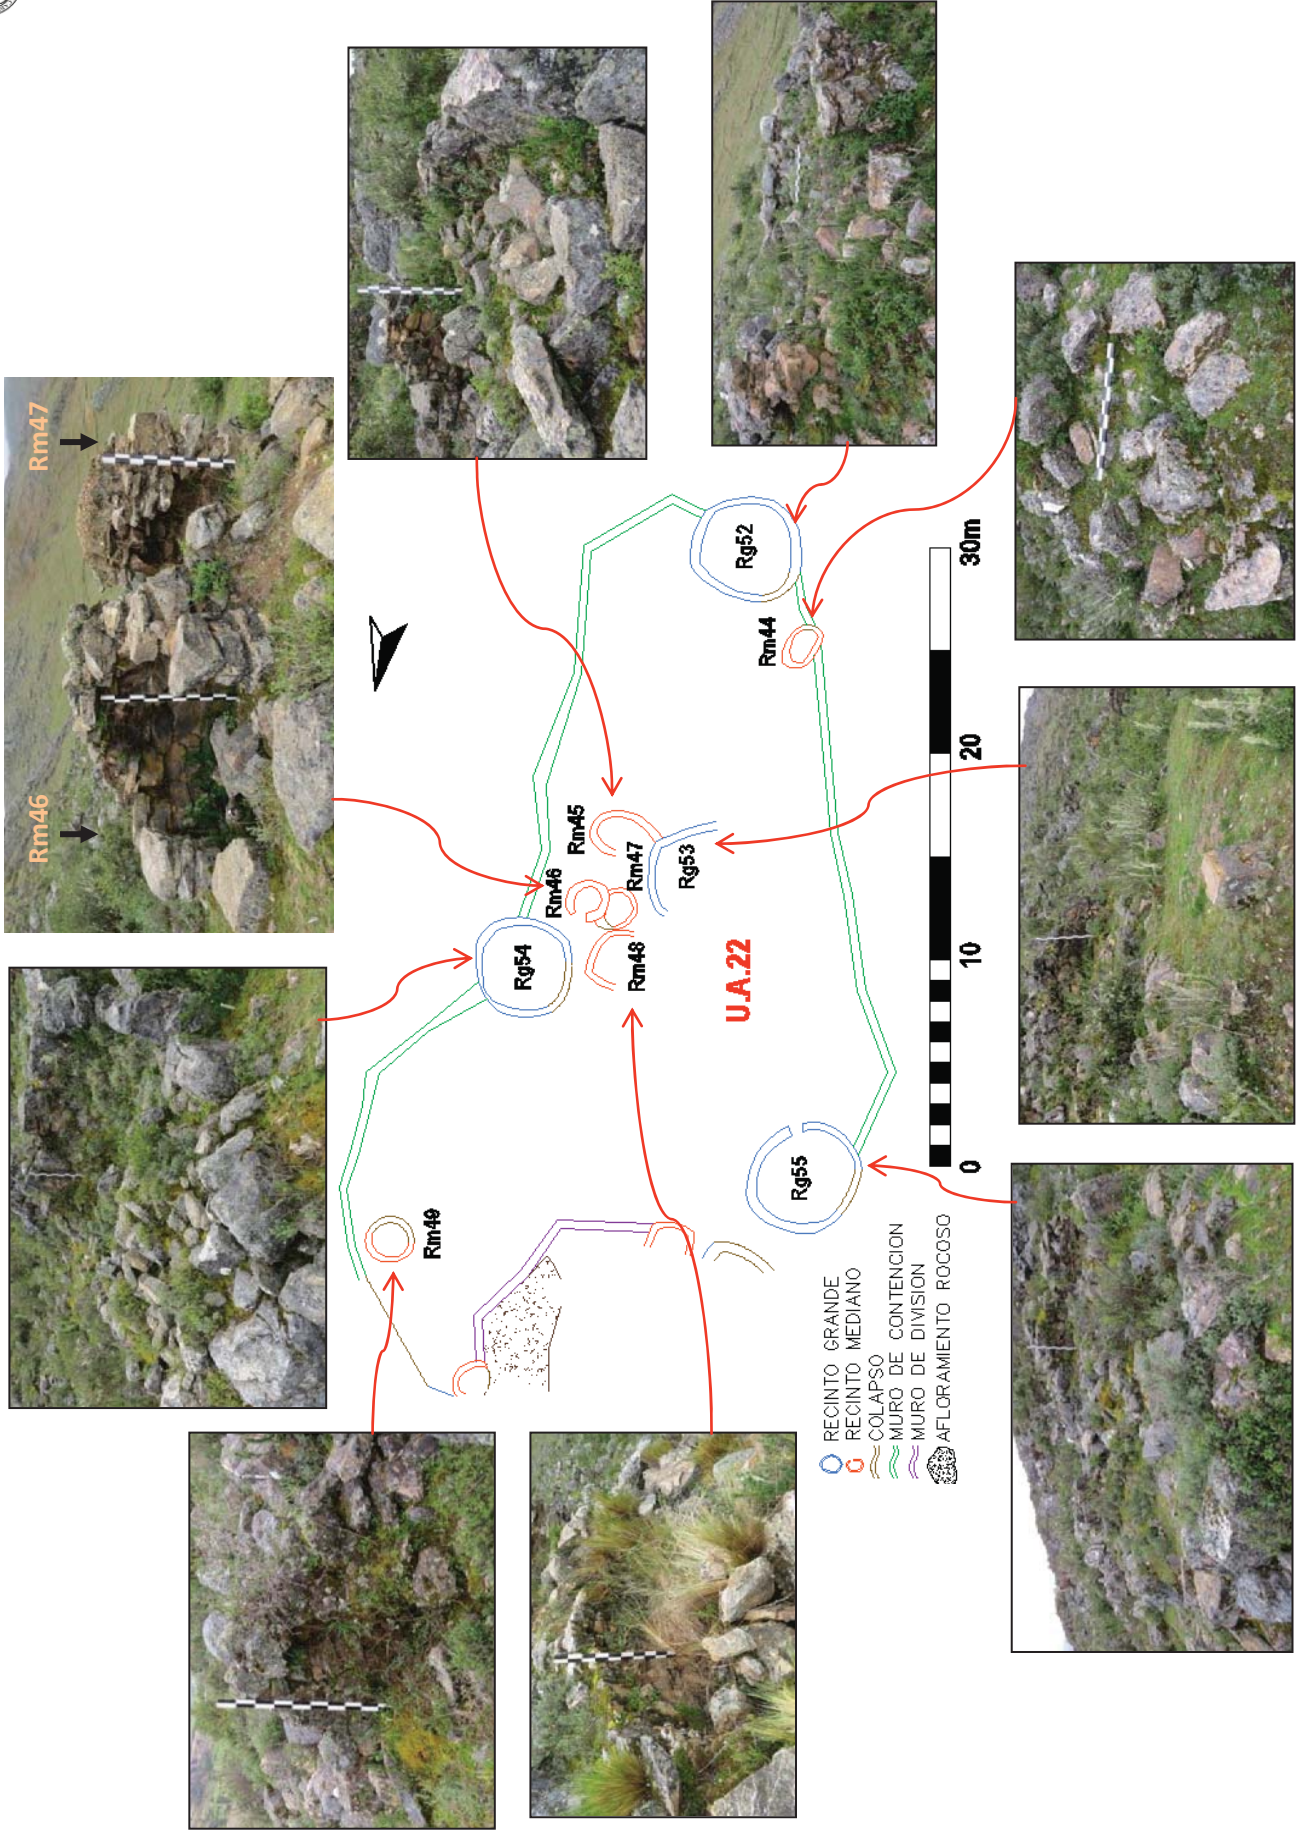 Rm46
Rm47
Rg52
Rm44
Rm45
Rm46
Rm47
Rg53
Rg54
Rm48
U.A.22
Rg55
Rm49
0
10
20
30m
RECINTO GRANDE
RECINTO MEDIANO
COLAPSO
MURO DE CONTENCION
MURO DE DIVISION
AFLORAMIENTO ROCOSO